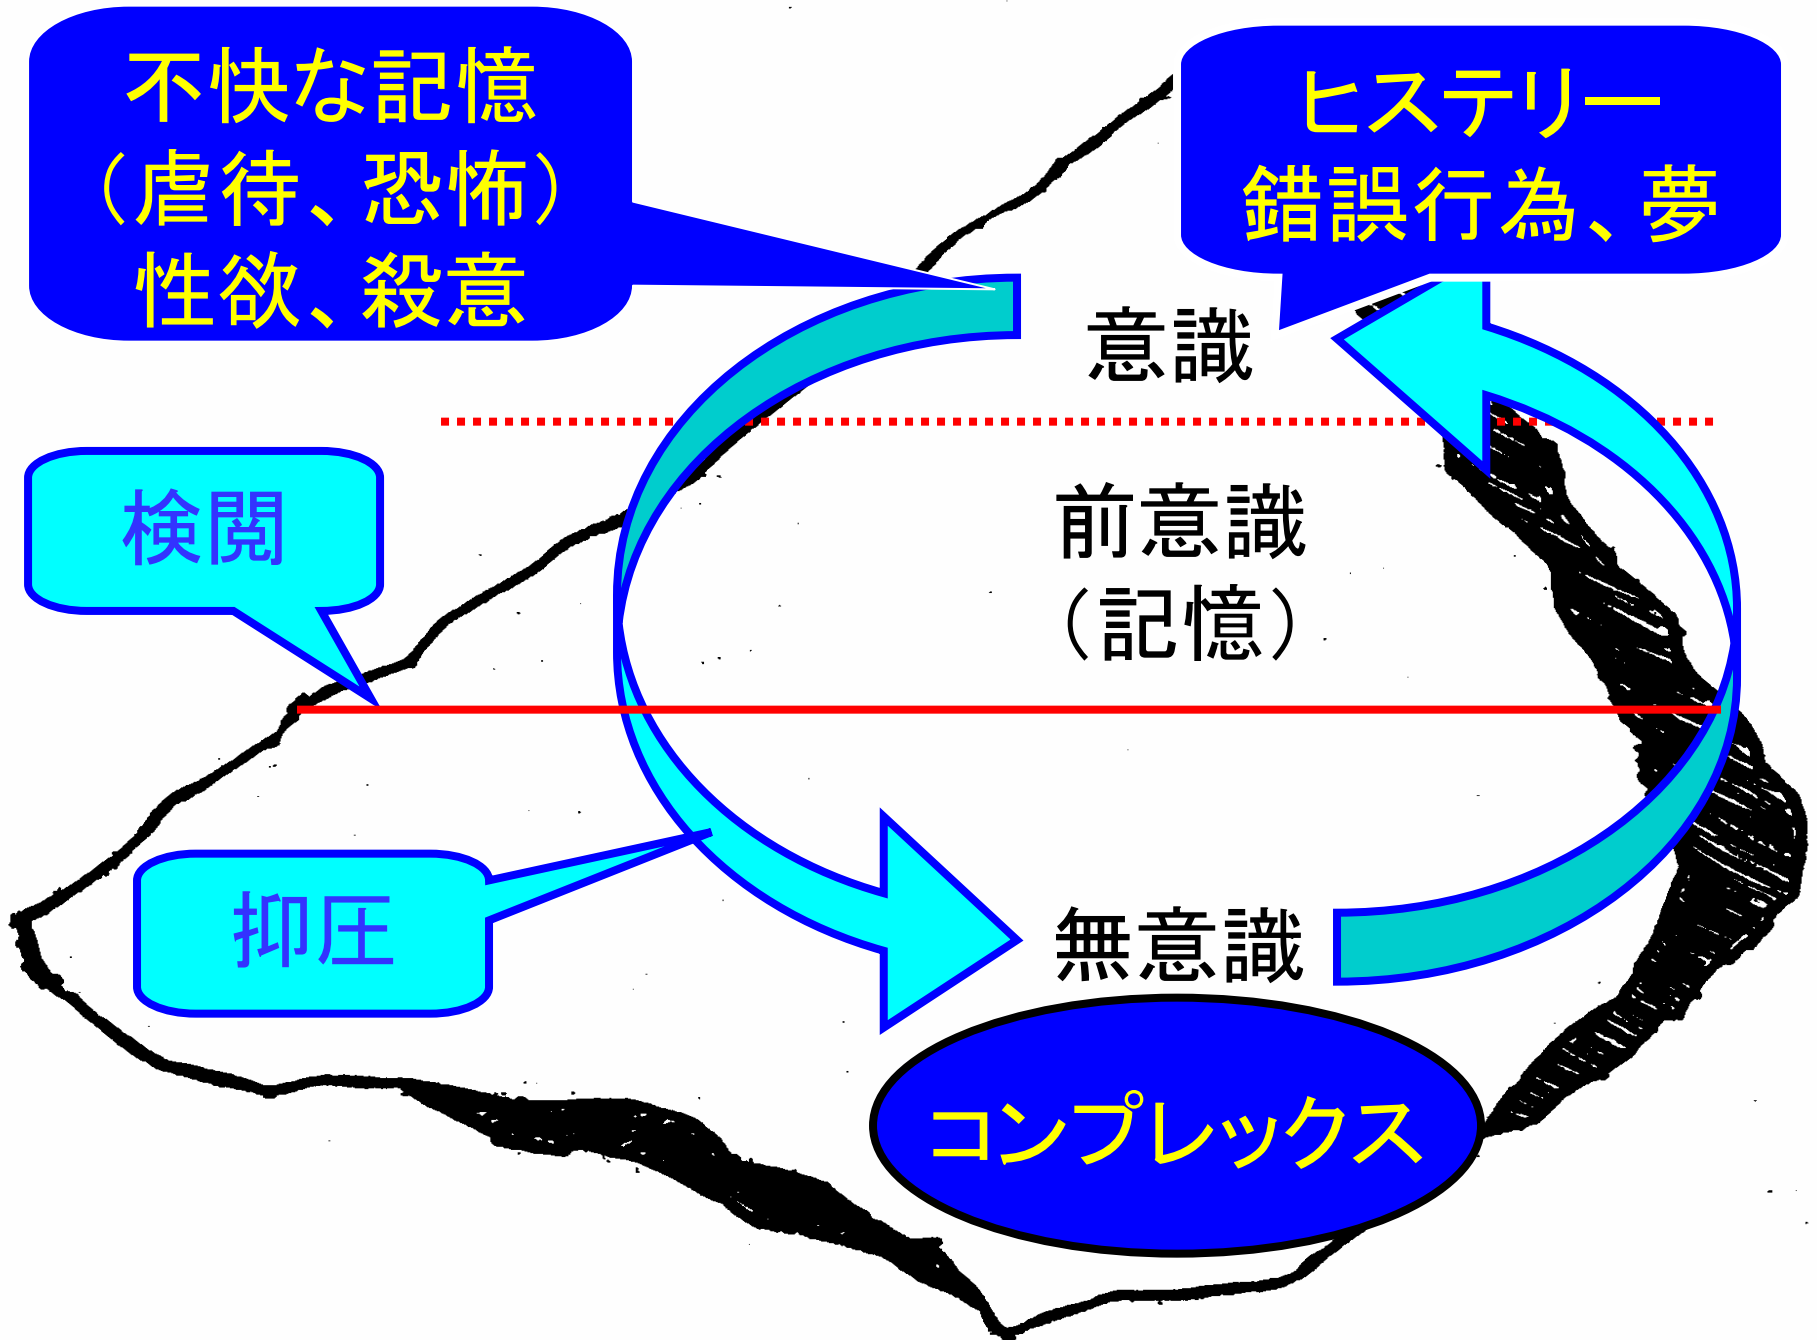 不快な記憶
（虐待、恐怖）
性欲、殺意
ヒステリー
錯誤行為、夢
意識
検閲
前意識
（記憶）
抑圧
無意識
コンプレックス